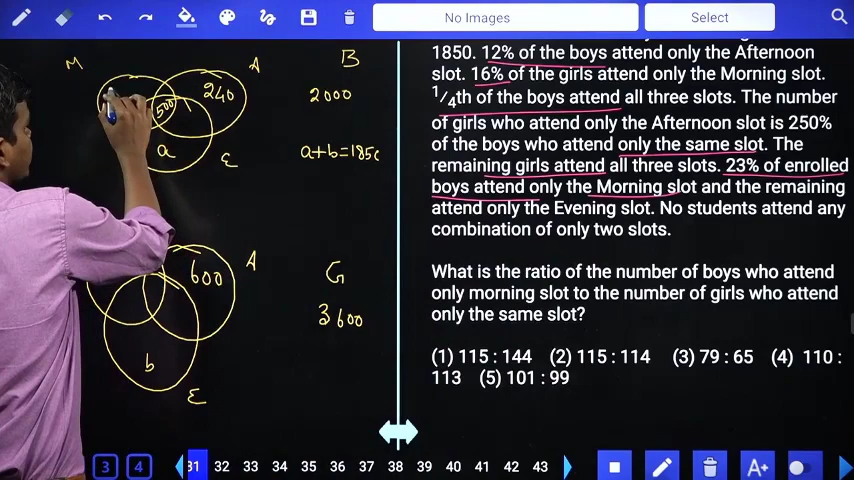 No Images
Select
1850. 12% of the boys attend only the Afternoon
slot. 16% of the girls attend only the Morning slot.
1/4th of the boys attend all three slots. The number
of girls who attend only the Afternoon slot is 250%
of the boys who attend only the same slot. The
remaining girls attend all three slots. 23% of enrolled
boys attend only the Morning slot and the remaining
attend only the Evening slot. No students attend any
combination of only two slots.
What is the ratio of the number of boys who attend
only morning slot to the number of girls who attend
only the same slot?
(1) 115 : 144 (2) 115 : 114 (3) 79 : 65 (4) 110 :
113 (5) 101 : 99
M
A
B
500
240
2000
a
E
a+b=185
A
G
600
3600
b
E
3 4 31 32 33 34 35 36 37 38 39 40 41 42 43
A+